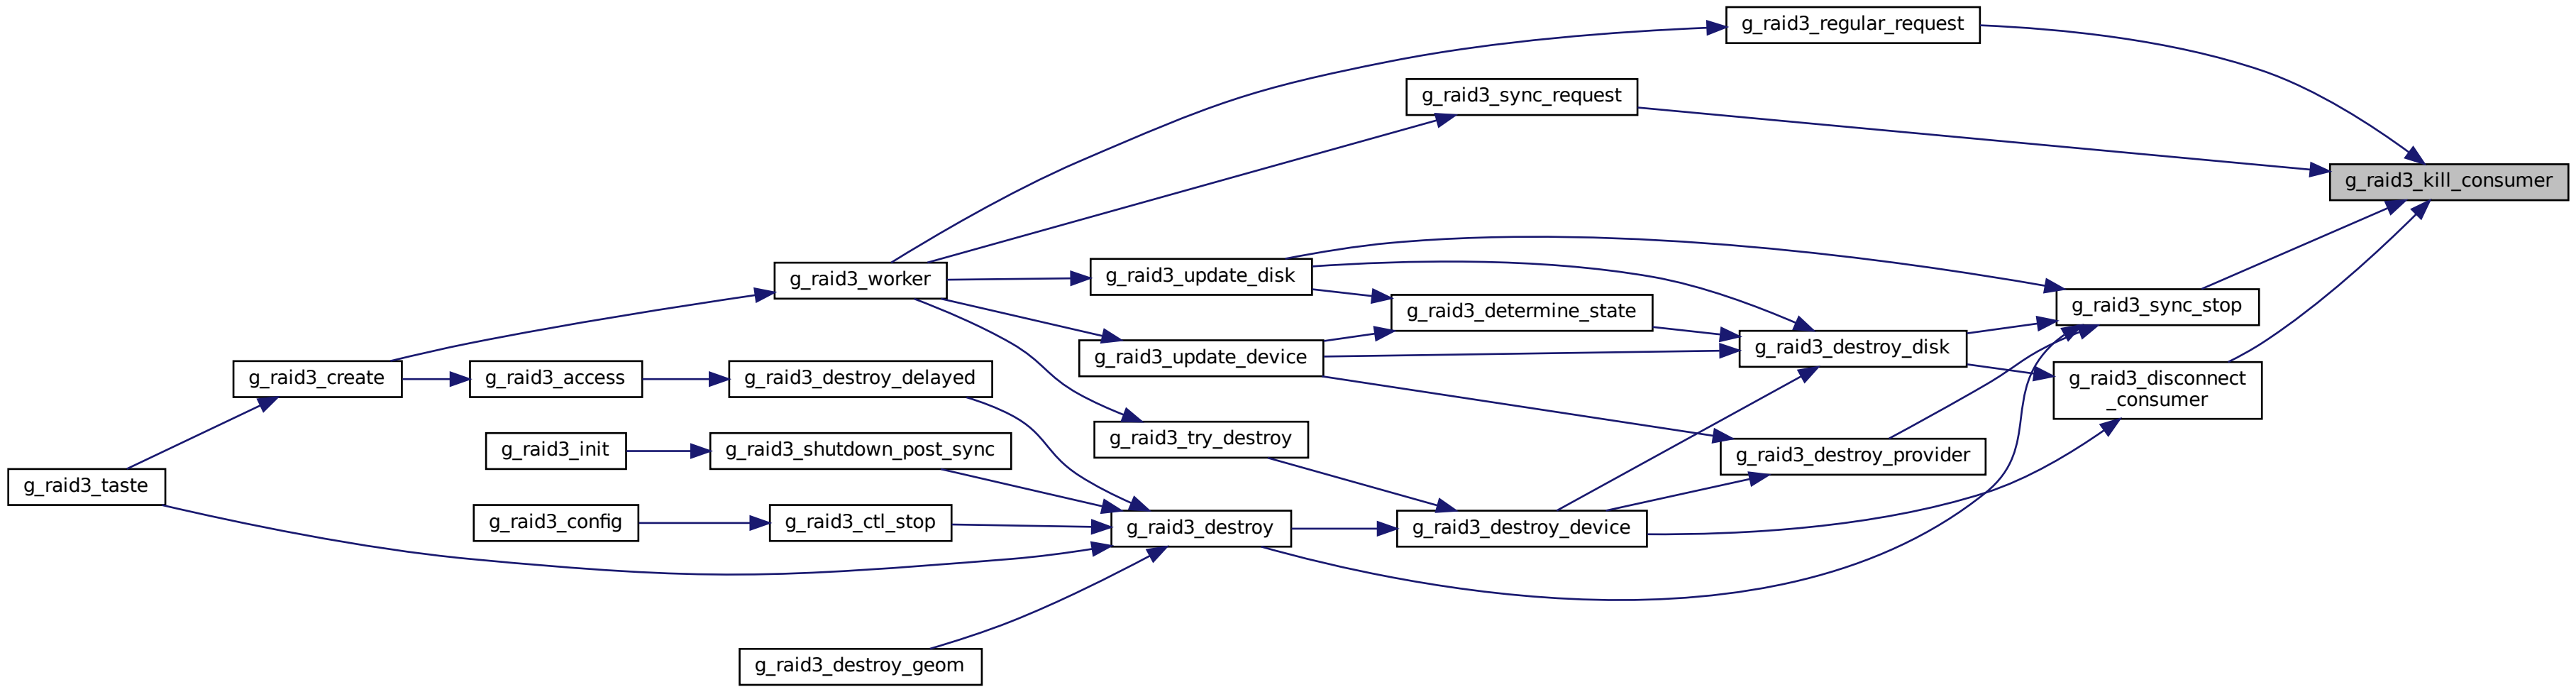 g_raid3_regular_request
g_raid3_sync_request
g_raid3_kill_consumer
g_raid3_worker
g_raid3_update_disk
g_raid3_determine_state
g_raid3_sync_stop
g_raid3_update_device
g_raid3_destroy_disk
g_raid3_create
g_raid3_access
g_raid3_destroy_delayed
g_raid3_disconnect
_consumer
g_raid3_try_destroy
g_raid3_init
g_raid3_shutdown_post_sync
g_raid3_destroy_provider
g_raid3_taste
g_raid3_config
g_raid3_ctl_stop
g_raid3_destroy
g_raid3_destroy_device
g_raid3_destroy_geom